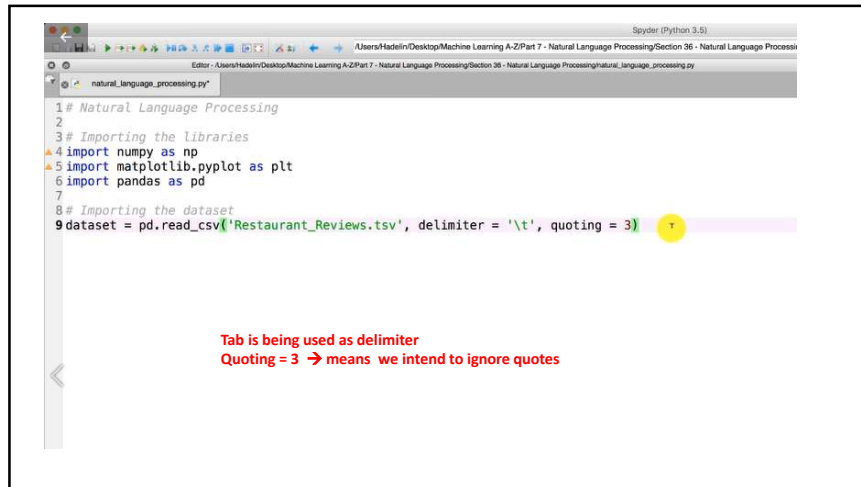 Spyder (Python 3.5)
/Users/Hadelin/Desktop/Machine Learning A-Z/Part 7 - Natural Language Processing/Section 36 - Natural Language Processi
Editor - /Users/Hadelin/Desktop/Machine Learning A-Z/Part 7 - Natural Language Processing/Section 36 - Natural Language Processing/natural_language_processing.py
natural_language_processing.py*
1 # Natural Language Processing
2
3 # Importing the libraries
4 import numpy as np
5 import matplotlib.pyplot as plt
6 import pandas as pd
7
8 # Importing the dataset
9 dataset = pd.read_csv('Restaurant_Reviews.tsv', delimiter = '\t', quoting = 3)
Tab is being used as delimiter
Quoting = 3 → means we intend to ignore quotes